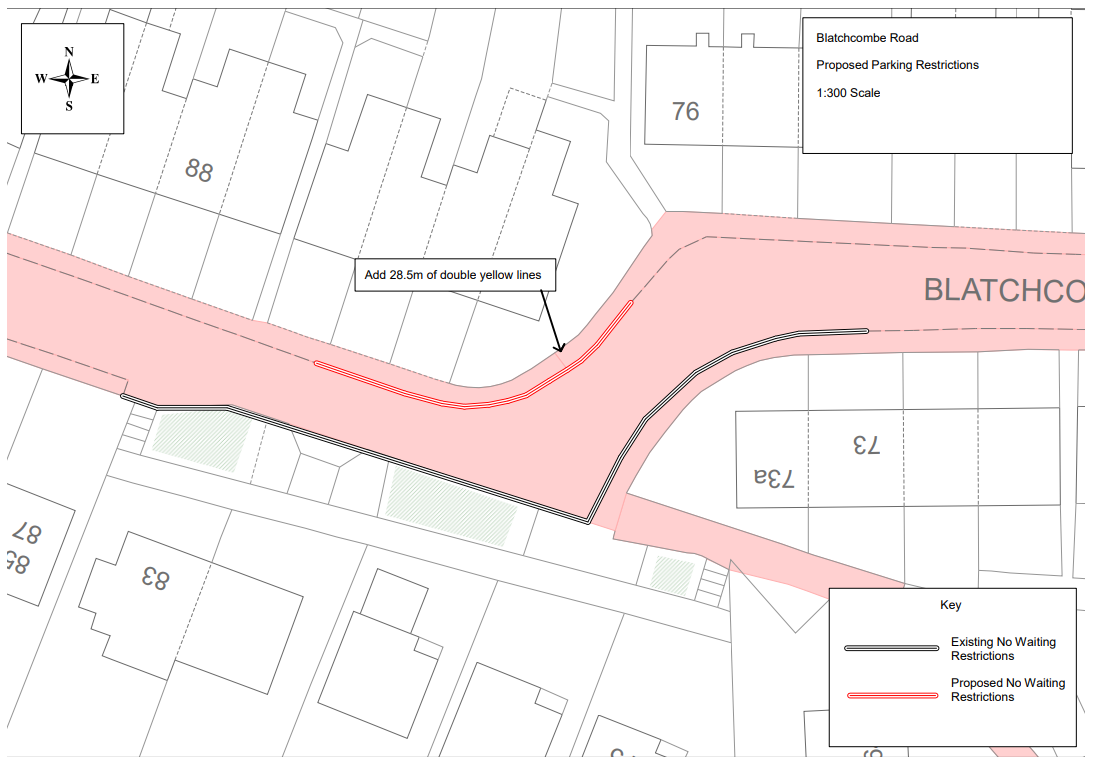 N
W E
S
Blatchcombe Road
Proposed Parking Restrictions
1:300 Scale
76
88
Add 28.5m of double yellow lines
BLATCHCO
73
73a
87
85
83
Key
Existing No Waiting
Restrictions
Proposed No Waiting
Restrictions